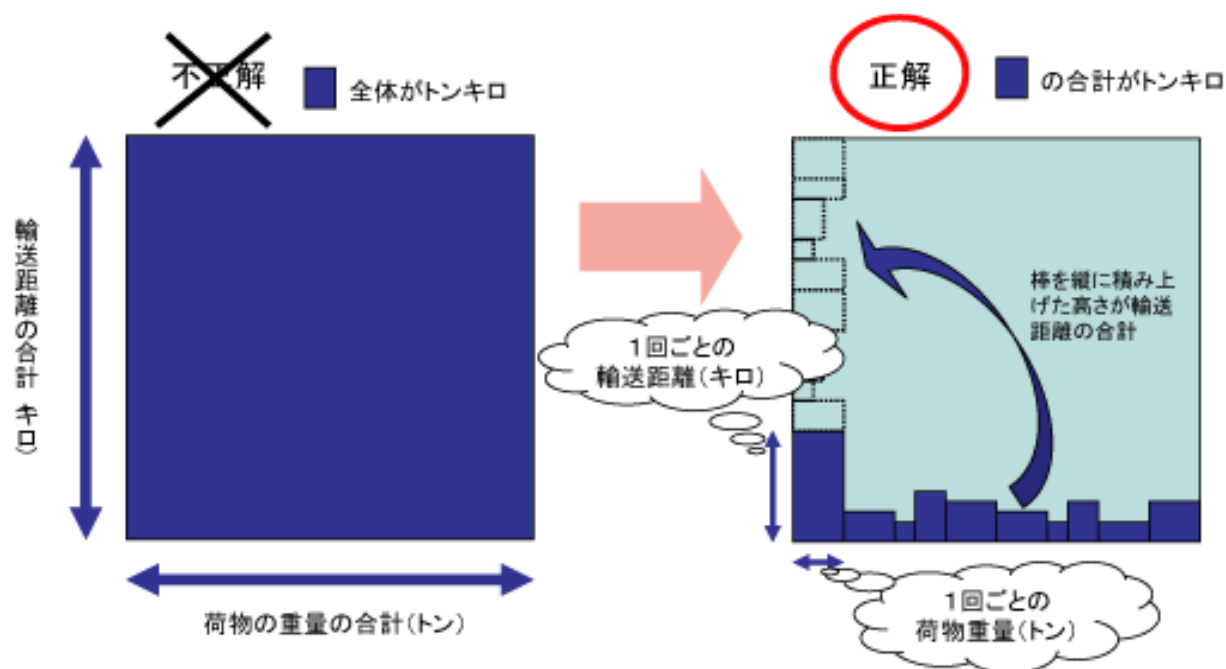 不正解
全体がトンキロ
輸送距離の合計 キロ）
荷物の重量の合計(トン)
正解
の合計がトンキロ
棒を縦に積み上
げた高さが輸送
距離の合計
１回ごとの
輸送距離(キロ)
１回ごとの
荷物重量(トン)